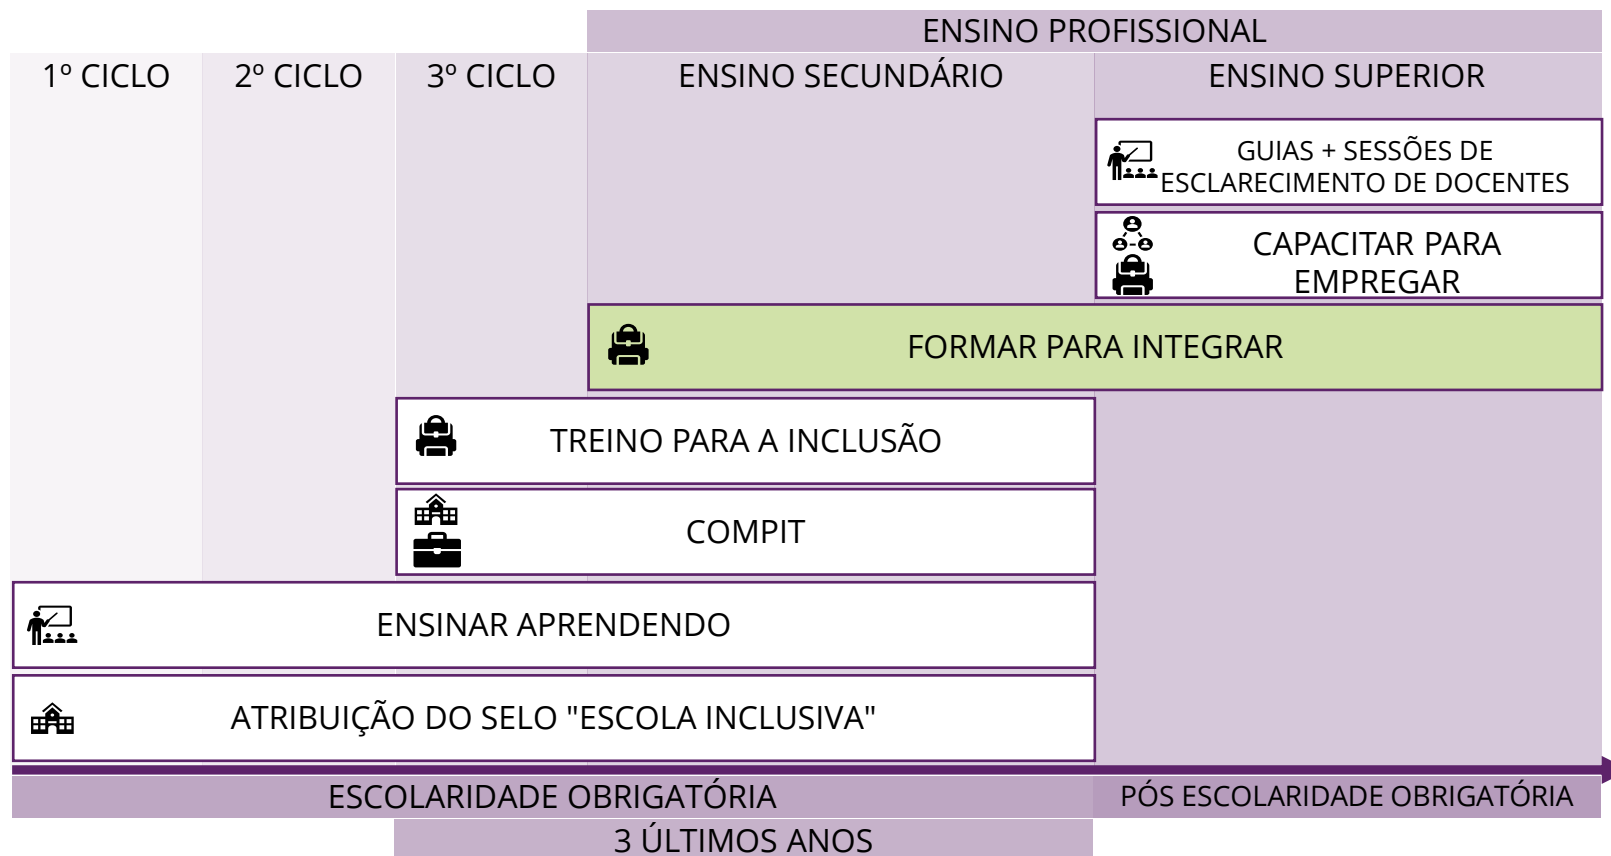 ENSINO PROFISSIONAL
1º CICLO
2º CICLO
3º CICLO
ENSINO SECUNDÁRIO
ENSINO SUPERIOR
GUIAS + SESSÕES DE
ESCLARECIMENTO DE DOCENTES
CAPACITAR PARA
EMPREGAR
FORMAR PARA INTEGRAR
TREINO PARA A INCLUSÃO
COMPIT
ENSINAR APRENDENDO
ATRIBUIÇÃO DO SELO "ESCOLA INCLUSIVA"
ESCOLARIDADE OBRIGATÓRIA
PÓS ESCOLARIDADE OBRIGATÓRIA
3 ÚLTIMOS ANOS